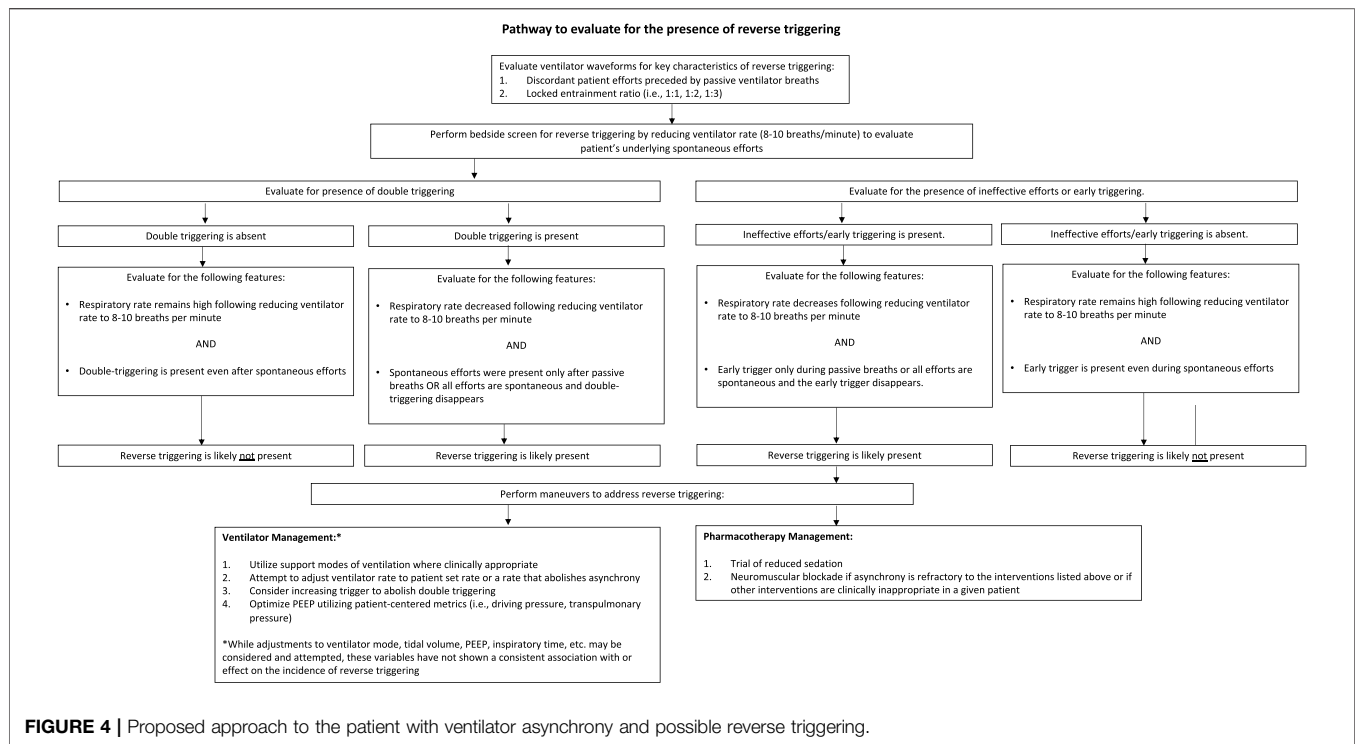 Pathway to evaluate for the presence of reverse triggering
Evaluate ventilator waveforms for key characteristics of reverse triggering:
1. Discordant patient efforts preceded by passive ventilator breaths
2. Locked entrainment ratio (i.e., 1:1, 1:2, 1:3)
Perform bedside screen for reverse triggering by reducing ventilator rate (8-10 breaths/minute) to evaluate
patient's underlying spontaneous efforts
Evaluate for presence of double triggering
Evaluate for the presence of ineffective efforts or early triggering.
Double triggering is absent
Double triggering is present
Ineffective efforts/early triggering is present.
Ineffective efforts/early triggering is absent.
Evaluate for the following features:
• Respiratory rate remains high following reducing ventilator
rate to 8-10 breaths per minute
AND
• Double-triggering is present even after spontaneous efforts
Evaluate for the following features:
• Respiratory rate decreased following reducing ventilator
rate to 8-10 breaths per minute
AND
• Spontaneous efforts were present only after passive
breaths OR all efforts are spontaneous and double-
triggering disappears
Evaluate for the following features:
• Respiratory rate decreases following reducing ventilator
rate to 8-10 breaths per minute
AND
• Early trigger only during passive breaths or all efforts are
spontaneous and the early trigger disappears.
Evaluate for the following features:
• Respiratory rate remains high following reducing ventilator
rate to 8-10 breaths per minute
AND
• Early trigger is present even during spontaneous efforts
Reverse triggering is likely not present
Reverse triggering is likely present
Reverse triggering is likely present
Reverse triggering is likely not present
Perform maneuvers to address reverse triggering:
Ventilator Management:*
1. Utilize support modes of ventilation where clinically appropriate
2. Attempt to adjust ventilator rate to patient set rate or a rate that abolishes asynchrony
3. Consider increasing trigger to abolish double triggering
4. Optimize PEEP utilizing patient-centered metrics (i.e., driving pressure, transpulmonary
pressure)
*While adjustments to ventilator mode, tidal volume, PEEP, inspiratory time, etc. may be
considered and attempted, these variables have not shown a consistent association with or
effect on the incidence of reverse triggering
Pharmacotherapy Management:
1. Trial of reduced sedation
2. Neuromuscular blockade if asynchrony is refractory to the interventions listed above or if
other interventions are clinically inappropriate in a given patient
FIGURE 4 | Proposed approach to the patient with ventilator asynchrony and possible reverse triggering.